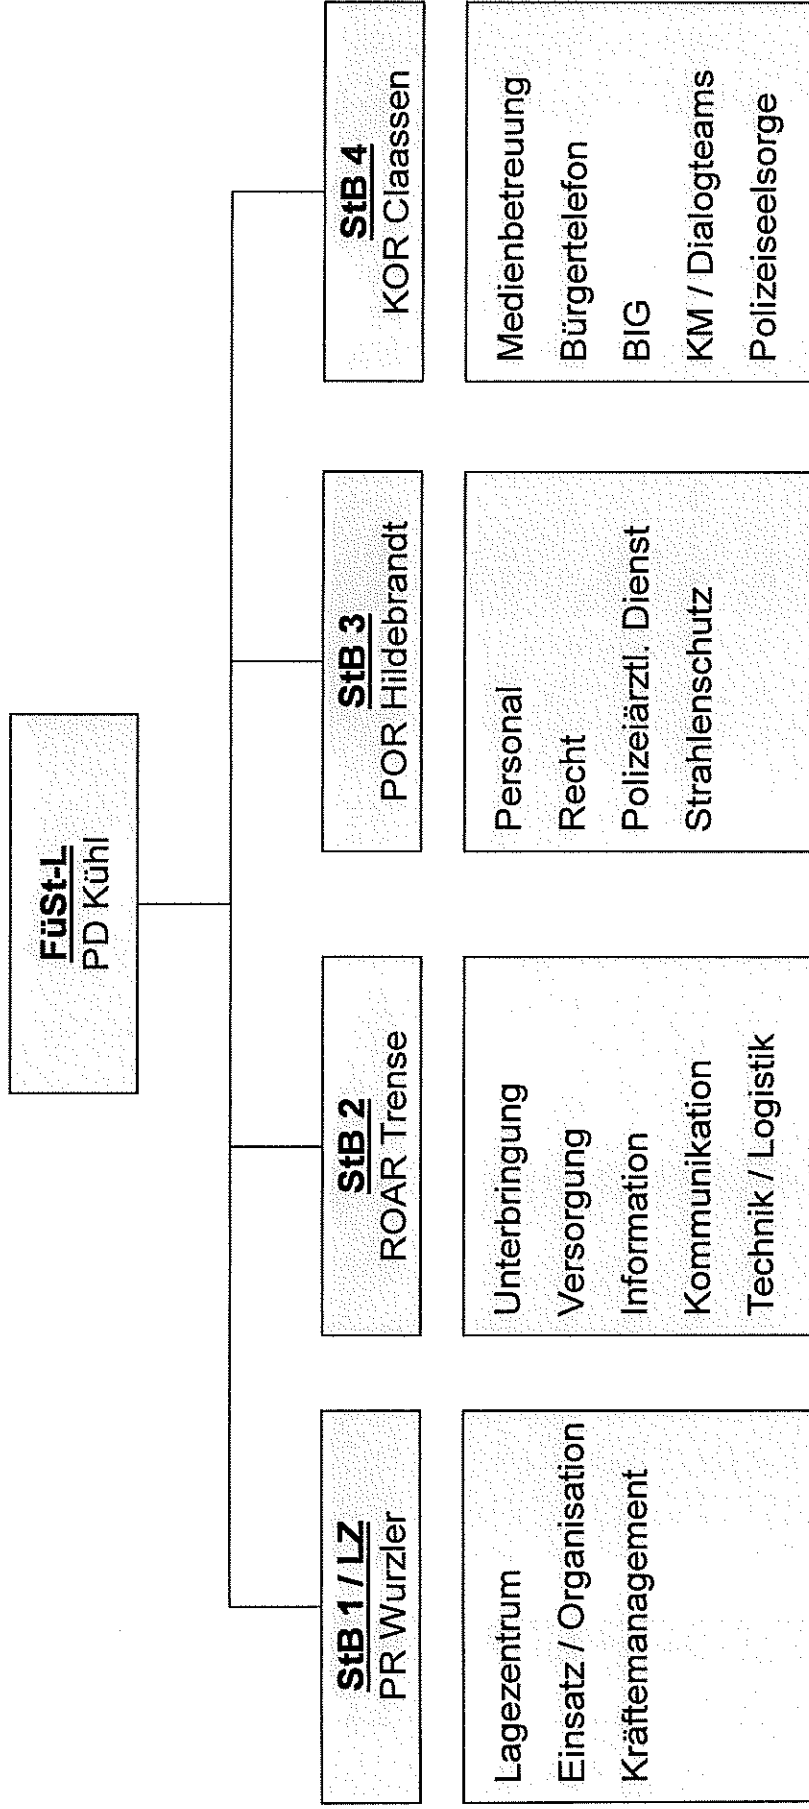 FüSt-L
PD Kühl
StB 1 / LZ
PR Wurzler
Lagezentrum
Einsatz / Organisation
Kräftemanagement
StB 2
ROAR Trense
Unterbringung
Versorgung
Information
Kommunikation
Technik / Logistik
StB 3
POR Hildebrandt
Personal
Recht
Polizeiärztl. Dienst
Strahlenschutz
StB 4
KOR Claassen
Medienbetreuung
Bürgertelefon
BIG
KM / Dialogteams
Polizeiseelsorge